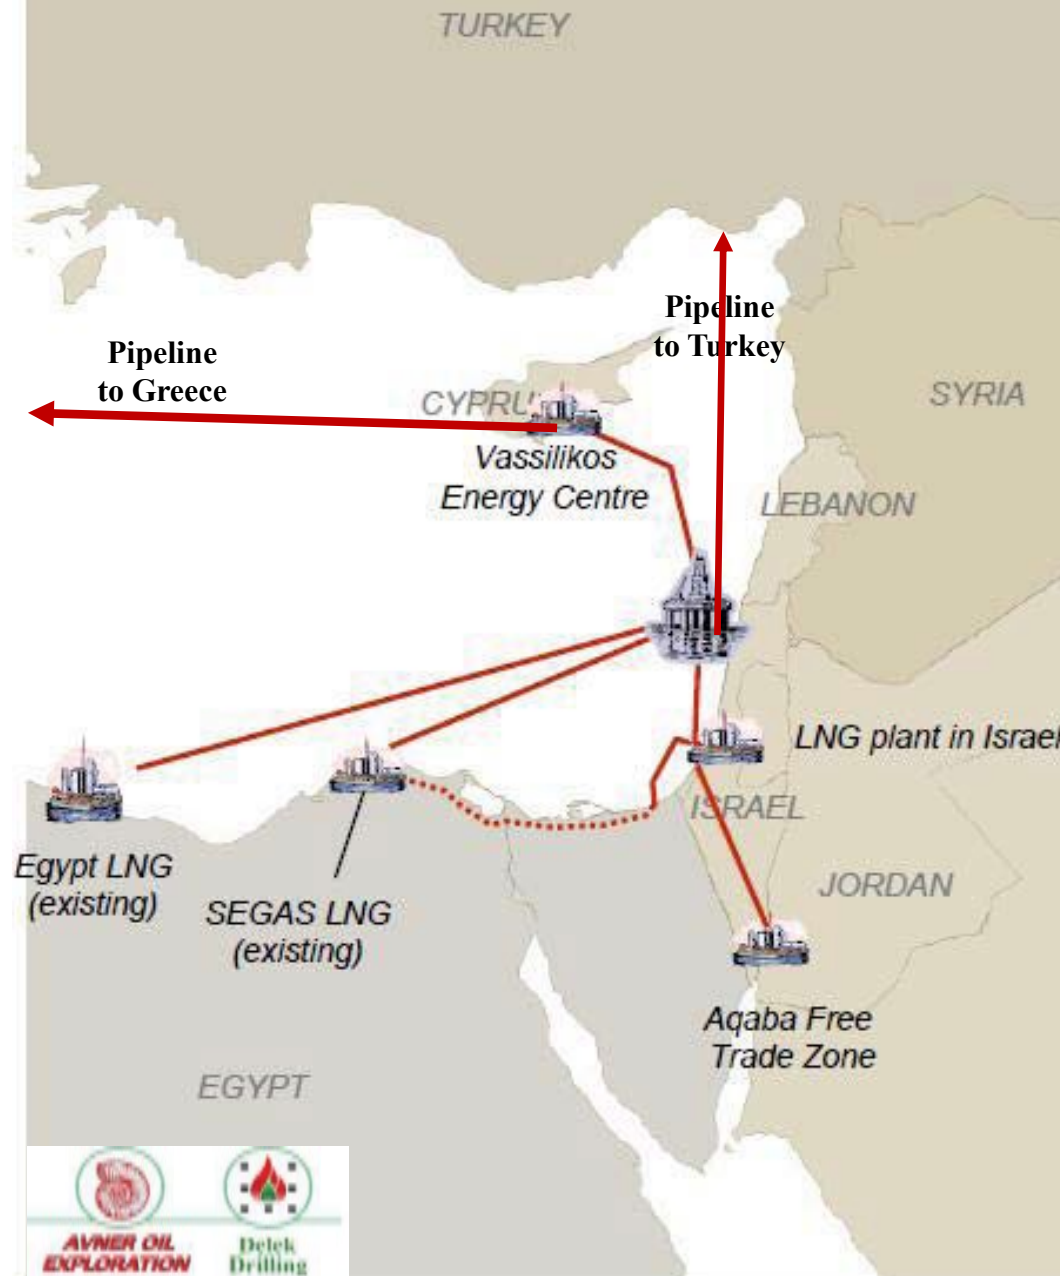 TURKEY
Pipeline
to Turkey
Pipeline
to Greece
SYRIA
CYPRU
Vassilikos
Energy Centre
LEBANON
LNG plant in Israel
ISRAEL
Egypt LNG
(existing)
SEGAS LNG
(existing)
JORDAN
Aqaba Free
Trade Zone
EGYPT
AVNER OIL
EXPLORATION
Delek
Drilling